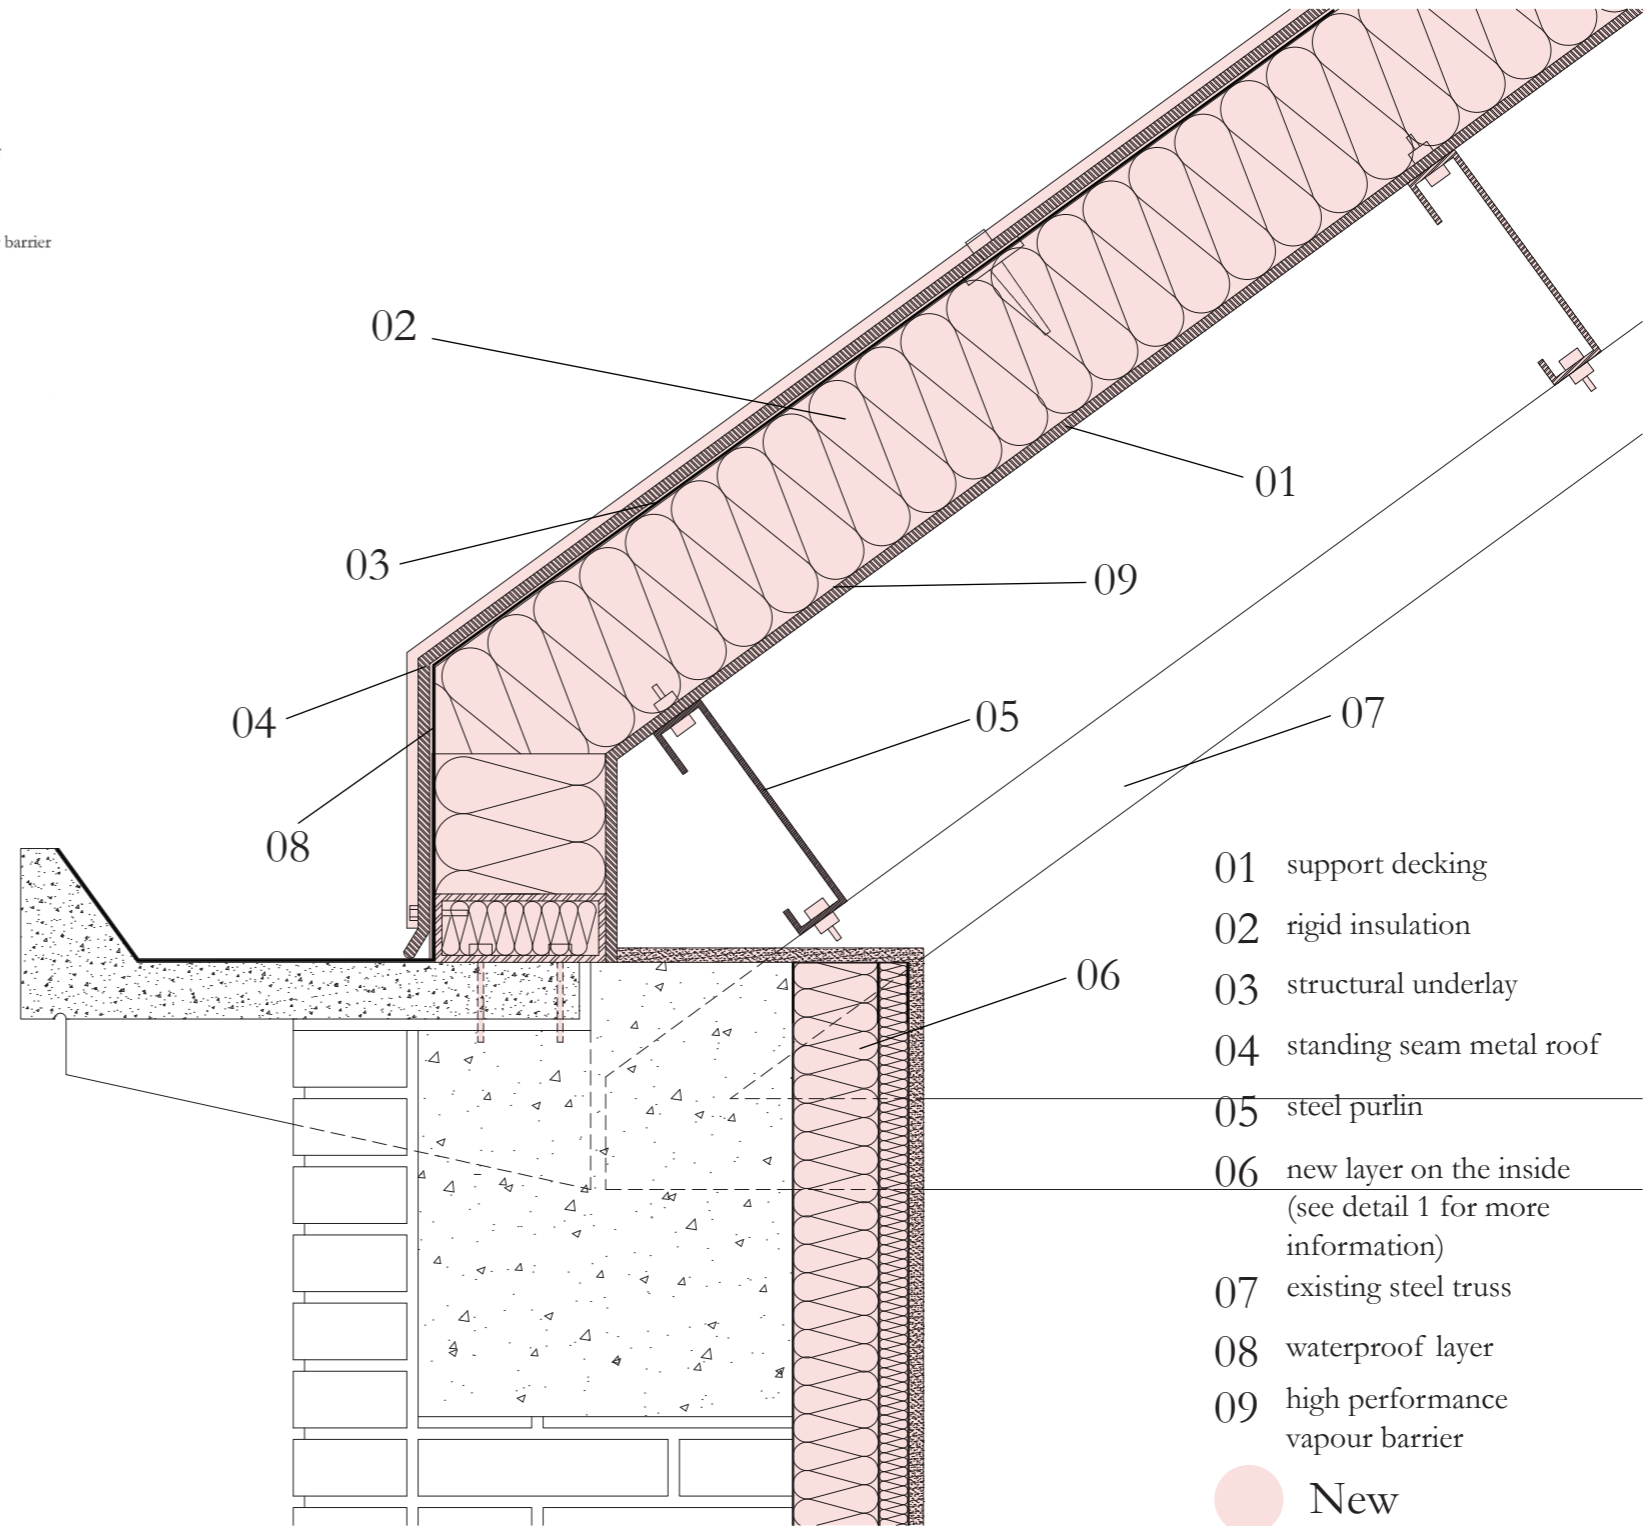 barrier
02
01
03
09
04
05
07
08
06
01 support decking
02 rigid insulation
03 structural underlay
04 standing seam metal roof
05 steel purlin
06 new layer on the inside
(see detail 1 for more
information)
07 existing steel truss
08 waterproof layer
09 high performance
vapour barrier
New